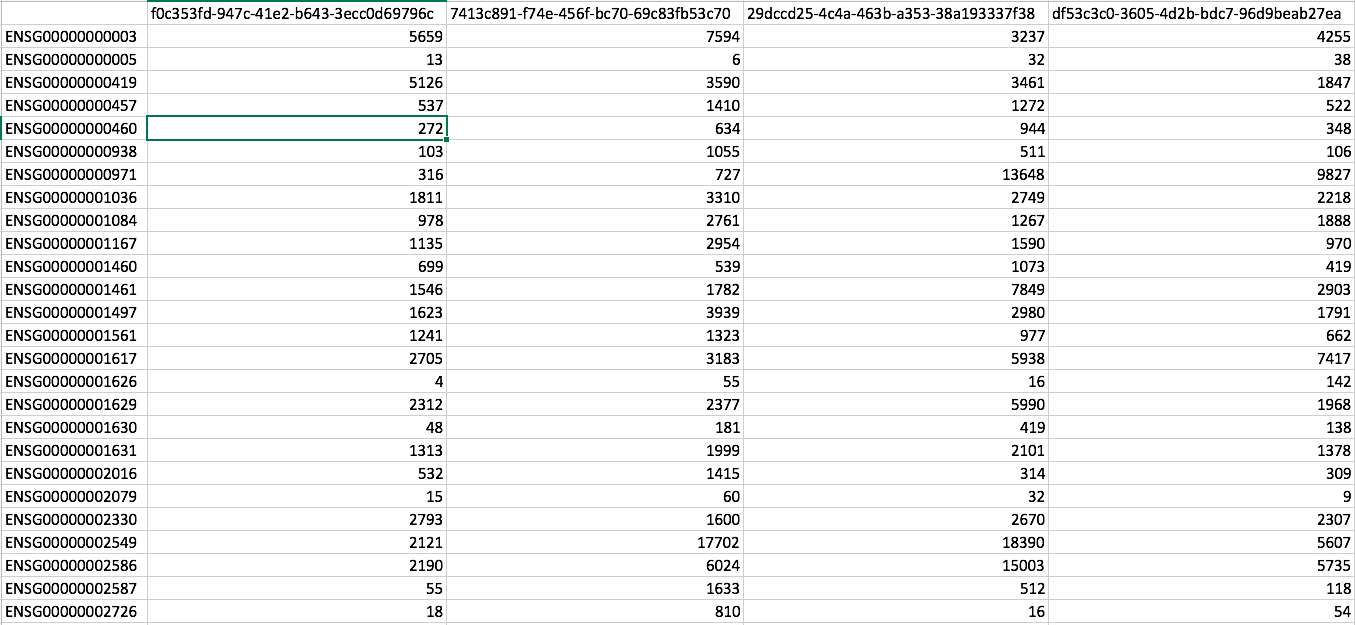 f0c353fd-947c-41e2-b643-3ecc0d69796c 7413c891-f74e-456f-bc70-69c83fb53c70 29dccd25-4c4a-463b-a353-38a193337f38 df53c3c0-3605-4d2b-bdc7-96d9beab27ea
ENSG00000000003 5659 7594 3237 4255
ENSG00000000005 13 6 32 38
ENSG00000000419 5126 3590 3461 1847
ENSG00000000457 537 1410 1272 522
ENSG00000000460 272 634 944 348
ENSG00000000938 103 1055 511 106
ENSG00000000971 316 727 13648 9827
ENSG00000001036 1811 3310 2749 2218
ENSG00000001084 978 2761 1267 1888
ENSG00000001167 1135 2954 1590 970
ENSG00000001460 699 539 1073 419
ENSG00000001461 1546 1782 7849 2903
ENSG00000001497 1623 3939 2980 1791
ENSG00000001561 1241 1323 977 662
ENSG00000001617 2705 3183 5938 7417
ENSG00000001626 4 55 16 142
ENSG00000001629 2312 2377 5990 1968
ENSG00000001630 48 181 419 138
ENSG00000001631 1313 1999 2101 1378
ENSG00000002016 532 1415 314 309
ENSG00000002079 15 60 32 9
ENSG00000002330 2793 1600 2670 2307
ENSG00000002549 2121 17702 18390 5607
ENSG00000002586 2190 6024 15003 5735
ENSG00000002587 55 1633 512 118
ENSG00000002726 18 810 16 54